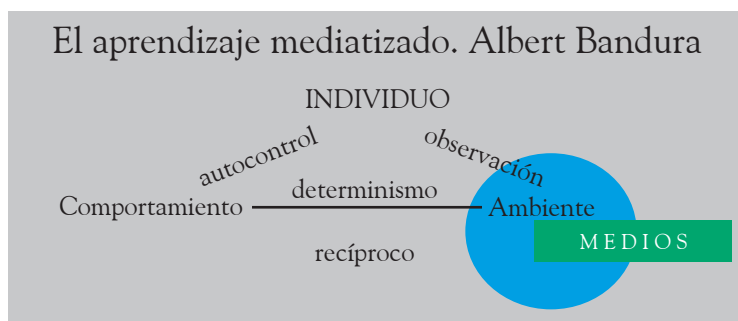 El aprendizaje mediatizado. Albert Bandura
INDIVIDUO
autocontrol
observación
determinismo
Comportamiento
Ambiente
MEDIOS
recíproco